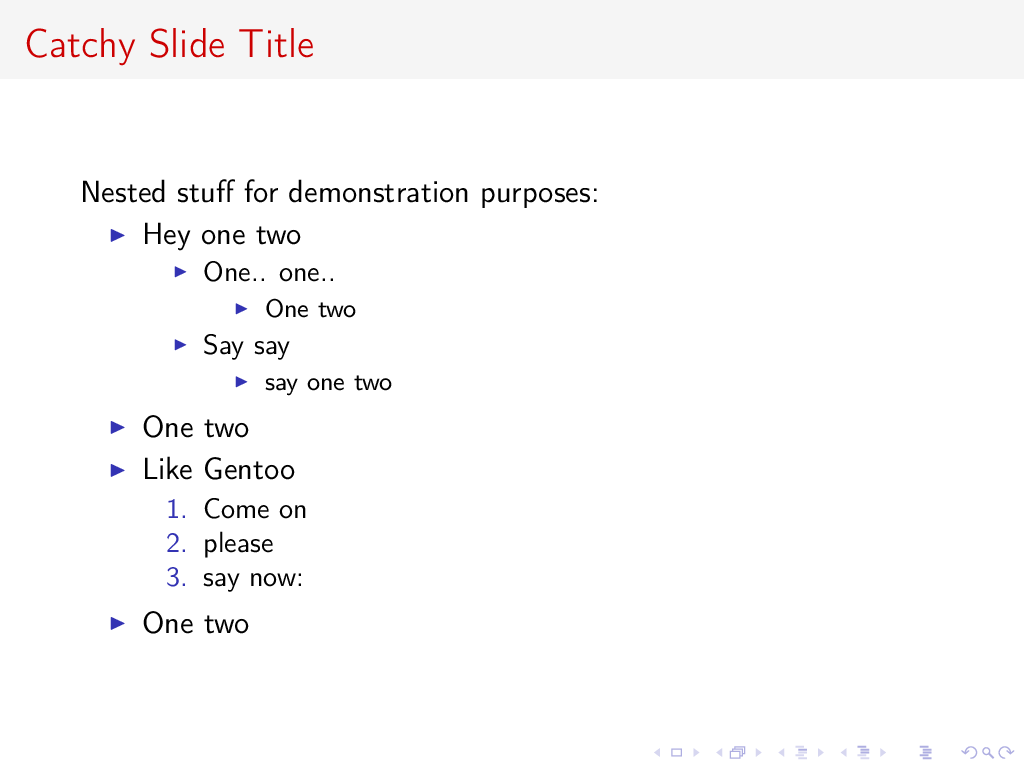 Catchy Slide Title
Nested stuff for demonstration purposes:
Hey one two
One.. one..
One two
Say say
say one two
One two
Like Gentoo
1. Come on
2. please
3. say now:
One two